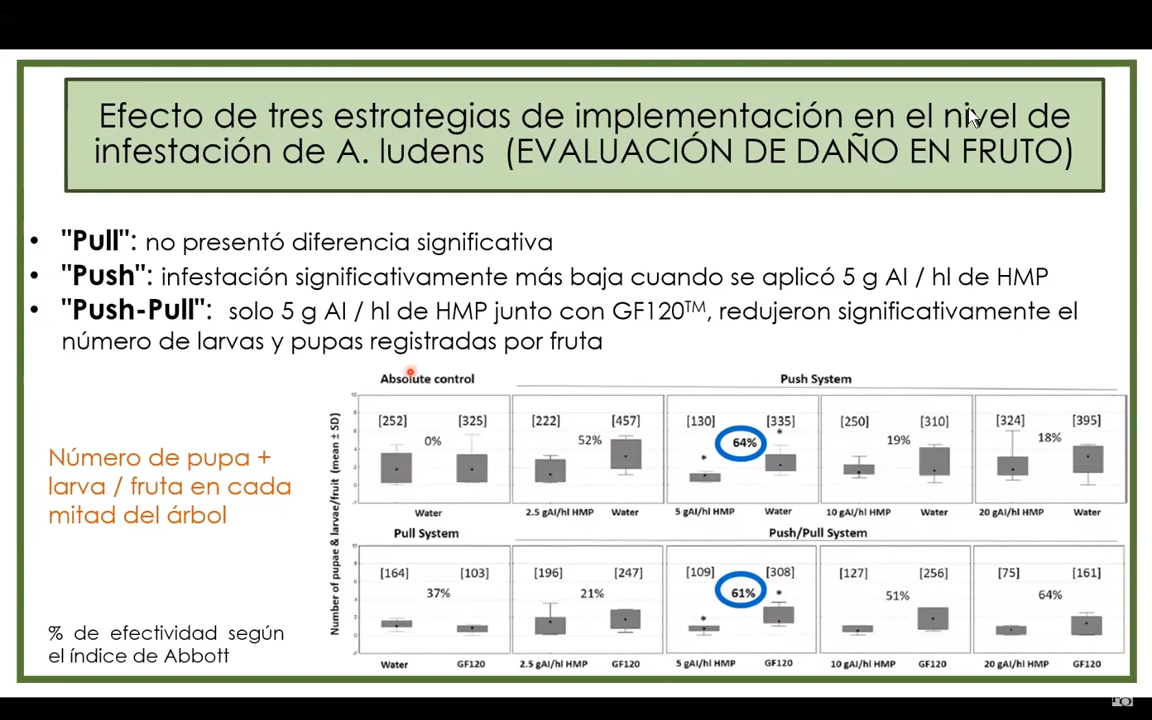 Efecto de tres estrategias de implementación en el nivel de
infestación de A. ludens (EVALUACIÓN DE DAÑO EN FRUTO)
• "Pull": no presentó diferencia significativa
• "Push": infestación significativamente más baja cuando se aplicó 5 g AI / hl de HMP
• "Push-Pull": solo 5 g AI / hl de HMP junto con GF120™, redujeron significativamente el
número de larvas y pupas registradas por fruta
Número de pupa +
larva / fruta en cada
mitad del árbol
% de efectividad según
el índice de Abbott
Number of pupae & larvae/fruit (mean ± SD)
Absolute control Push System
[252] [325] [222] [457] [130] [335] [250] [310] [324] [395]
0% 52% 64% 19% 18%
* *
Water 2.5 gAI/hl HMP Water 5 gAI/hl HMP Water 10 gAI/hl HMP Water 20 gAI/hl HMP Water
Pull System Push/Pull System
[164] [103] [196] [247] [109] [308] [127] [256] [75] [161]
37% 21% 61% 51% 64%
* *
Water GF120 2.5 gAI/hl HMP GF120 5 gAI/hl HMP GF120 10 gAI/hl HMP GF120 20 gAI/hl HMP GF120